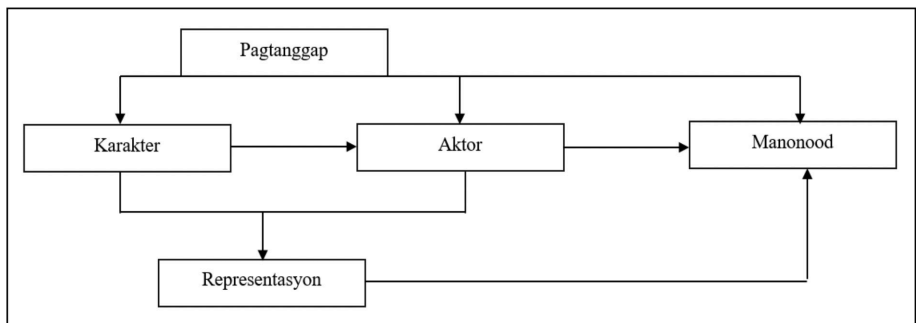 Pagtanggap
Karakter
Aktor
Manonood
Representasyon